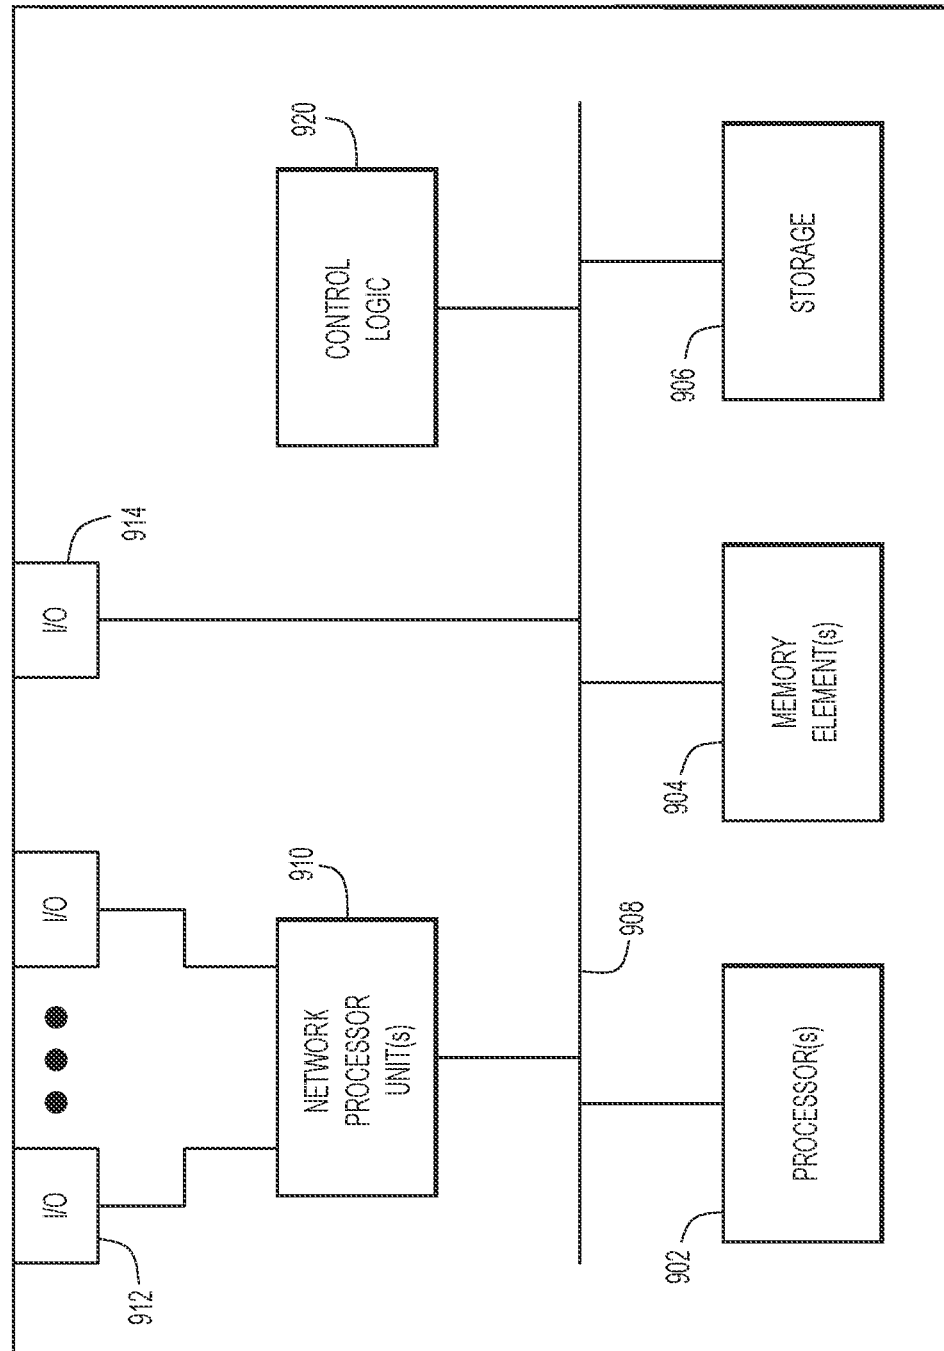 I/O
I/O
I/O
912
914
910
920
NETWORK
PROCESSOR
UNIT(s)
CONTROL
LOGIC
908
902
904
906
PROCESSOR(s)
MEMORY
ELEMENT(s)
STORAGE